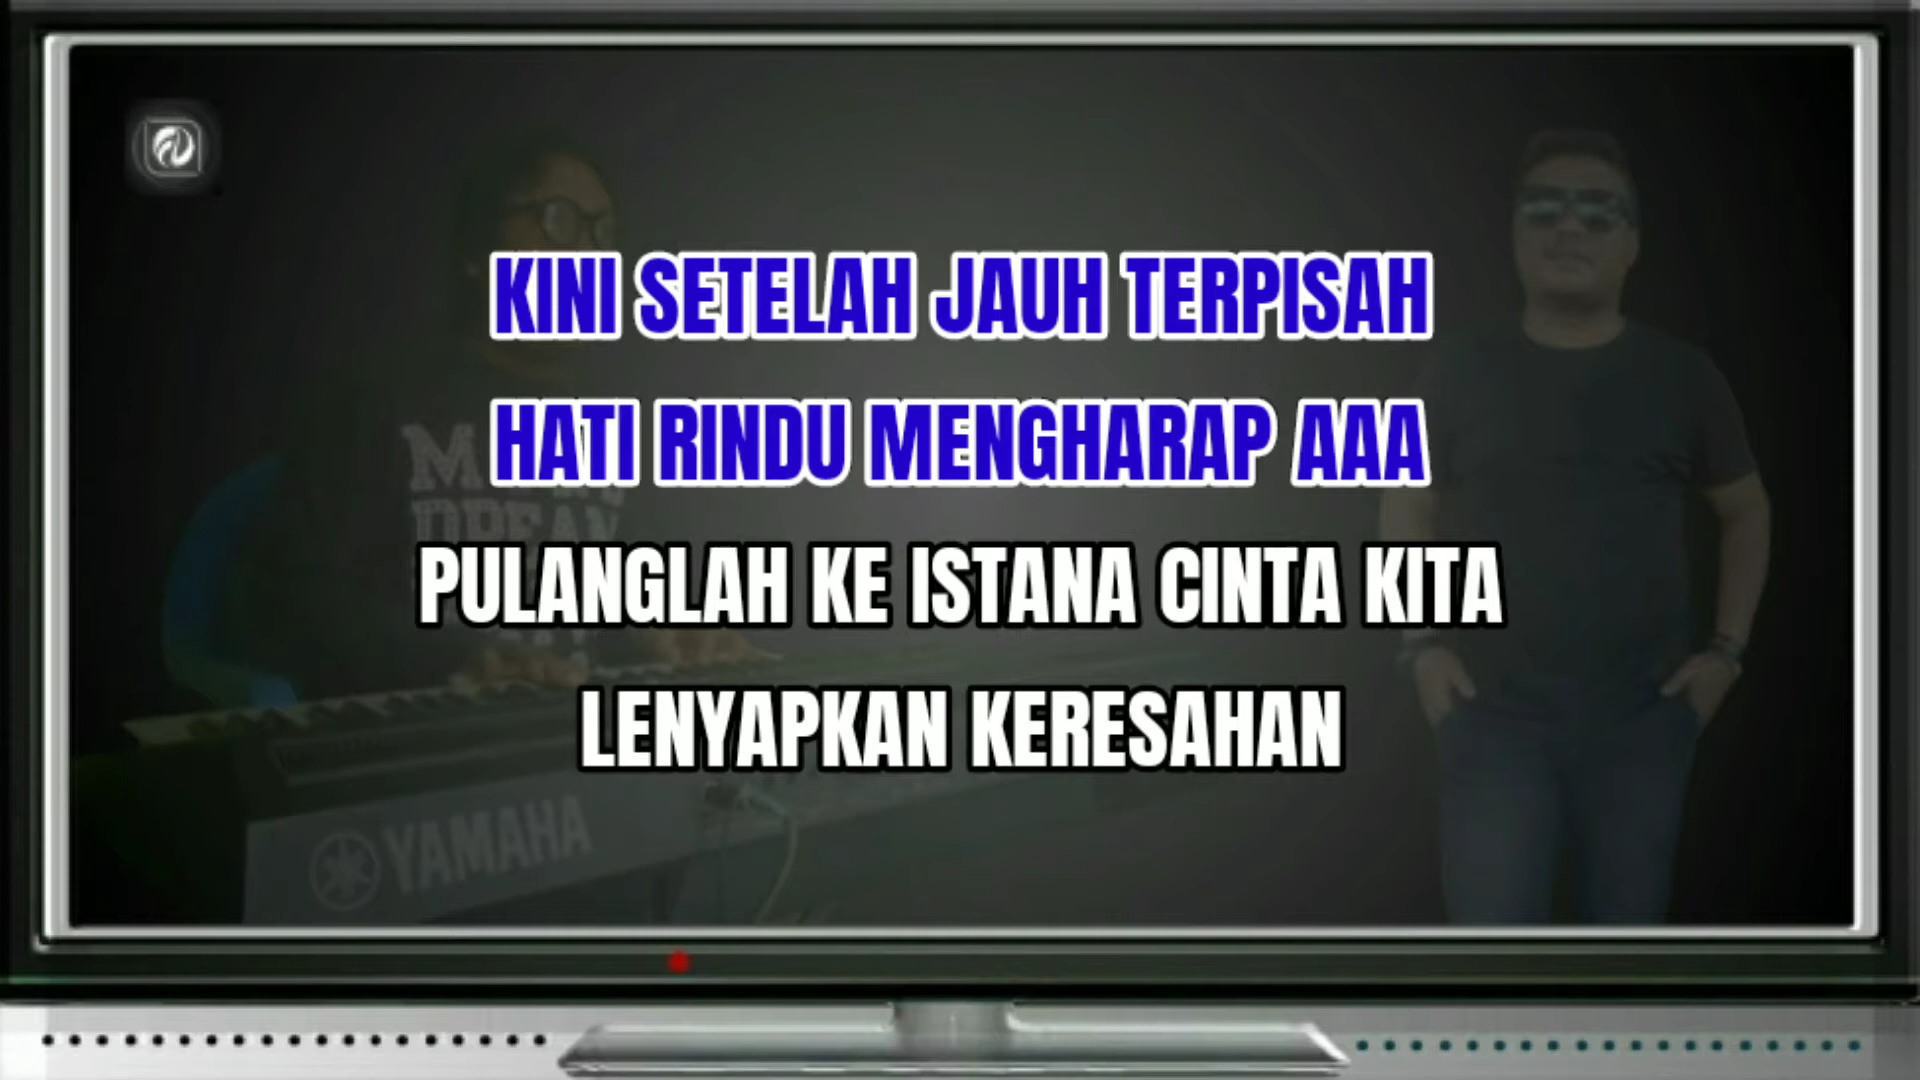 KINI SETELAH JAUH TERPISAH
HATI RINDU MENGHARAP AAA
PULANGLAH KE ISTANA CINTA KITA
LENYAPKAN KERESAHAN
YAMAHA